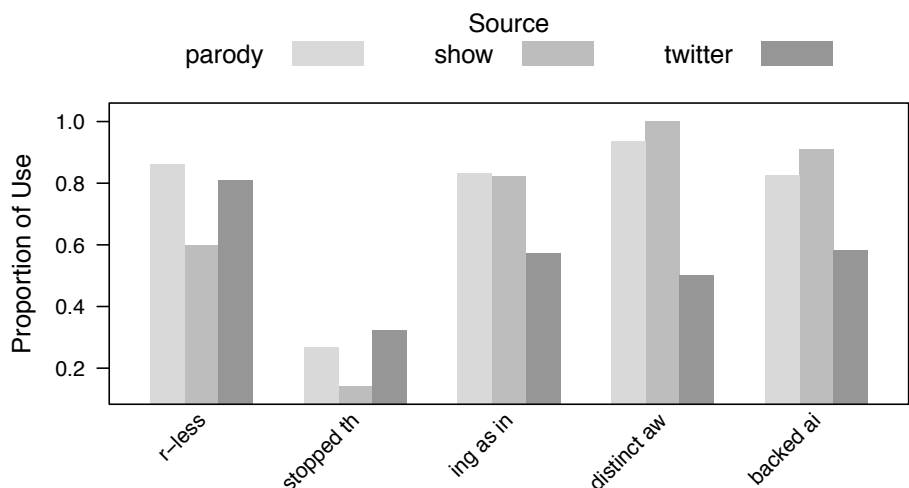 Source
parody show twitter
Proportion of Use
1.0
0.8
0.6
0.4
0.2
r−less
stopped th
ing as in
distinct aw
backed ai